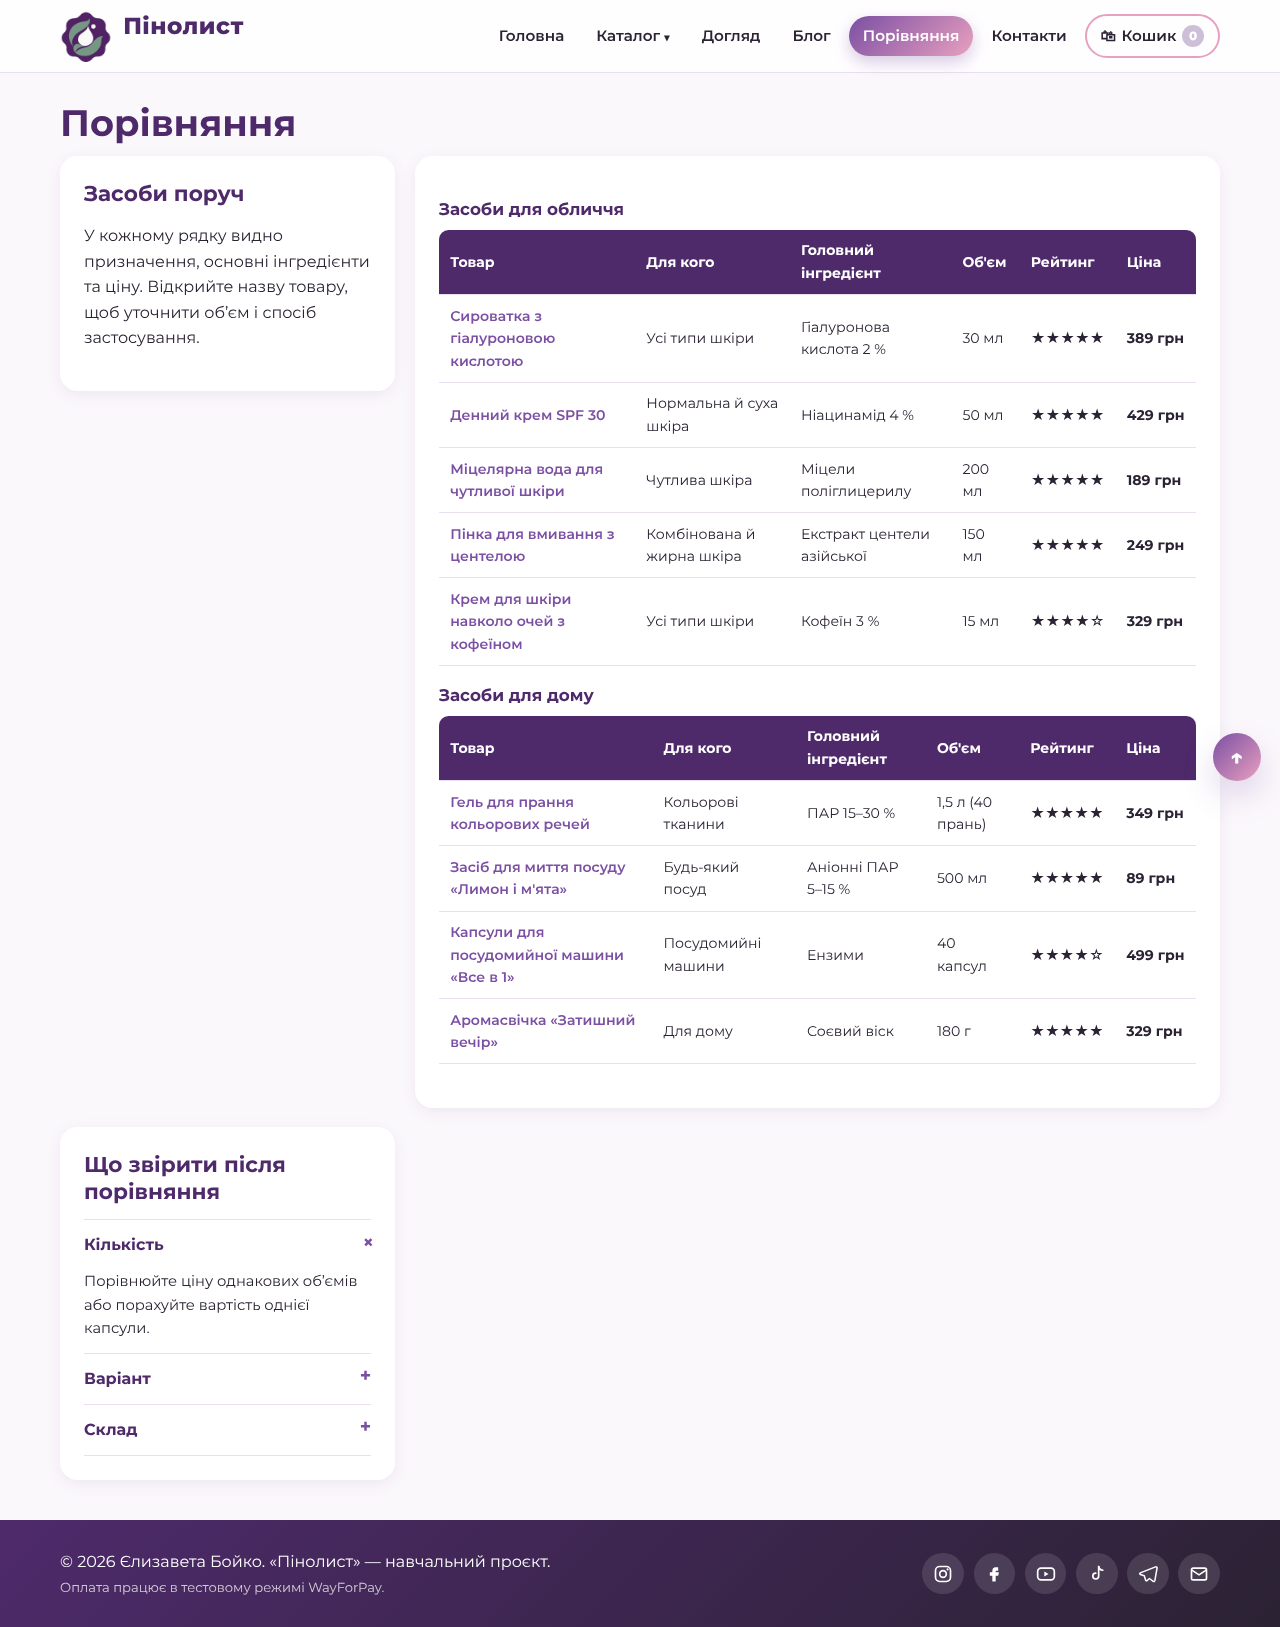 Пінолист
Головна
Каталог ▾
Догляд
Блог
Порівняння
Контакти
Кошик 0
Порівняння
Засоби поруч
У кожному рядку видно
призначення, основні інгредієнти
та ціну. Відкрийте назву товару,
щоб уточнити об’єм і спосіб
застосування.
Засоби для обличчя
Товар
Для кого
Головний
інгредієнт
Об'єм
Рейтинг
Ціна
Сироватка з
гіалуроновою
кислотою
Усі типи шкіри
Гіалуронова
кислота 2 %
30 мл
★★★★★
389 грн
Денний крем SPF 30
Нормальна й суха
шкіра
Ніацинамід 4 %
50 мл
★★★★★
429 грн
Міцелярна вода для
чутливої шкіри
Чутлива шкіра
Міцели
полігліцерилу
200
мл
★★★★★
189 грн
Пінка для вмивання з
центелою
Комбінована й
жирна шкіра
Екстракт центели
азійської
150
мл
★★★★★
249 грн
Крем для шкіри
навколо очей з
кофеїном
Усі типи шкіри
Кофеїн 3 %
15 мл
★★★★☆
329 грн
Засоби для дому
Товар
Для кого
Головний
інгредієнт
Об'єм
Рейтинг
Ціна
Гель для прання
кольорових речей
Кольорові
тканини
ПАР 15–30 %
1,5 л (40
прань)
★★★★★
349 грн
Засіб для миття посуду
«Лимон і м'ята»
Будь-який
посуд
Аніонні ПАР
5–15 %
500 мл
★★★★★
89 грн
Капсули для
посудомийної машини
«Все в 1»
Посудомийні
машини
Ензими
40
капсул
★★★★☆
499 грн
Аромасвічка «Затишний
вечір»
Для дому
Соєвий віск
180 г
★★★★★
329 грн
Що звірити після
порівняння
Кількість
Порівнюйте ціну однакових об’ємів
або порахуйте вартість однієї
капсули.
Варіант
+
Склад
+
© 2026 Єлизавета Бойко. «Пінолист» — навчальний проєкт.
Оплата працює в тестовому режимі WayForPay.